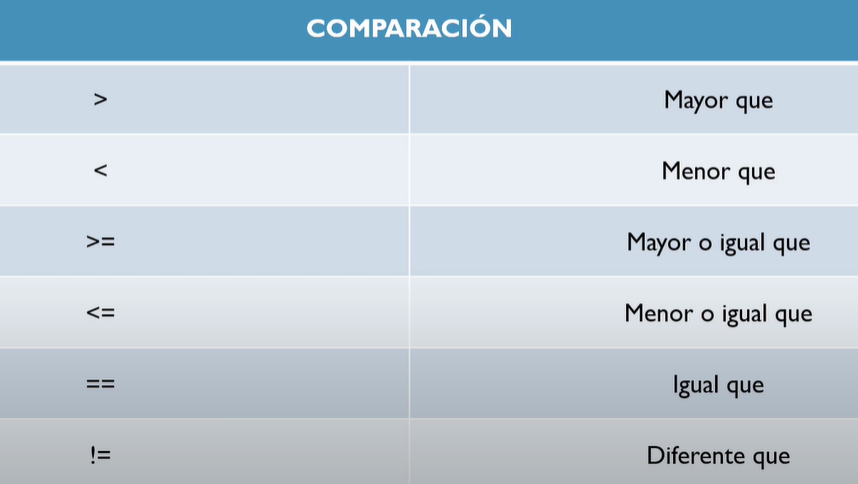 COMPARACIÓN
> Mayor que
< Menor que
>= Mayor o igual que
<= Menor o igual que
== Igual que
!= Diferente que